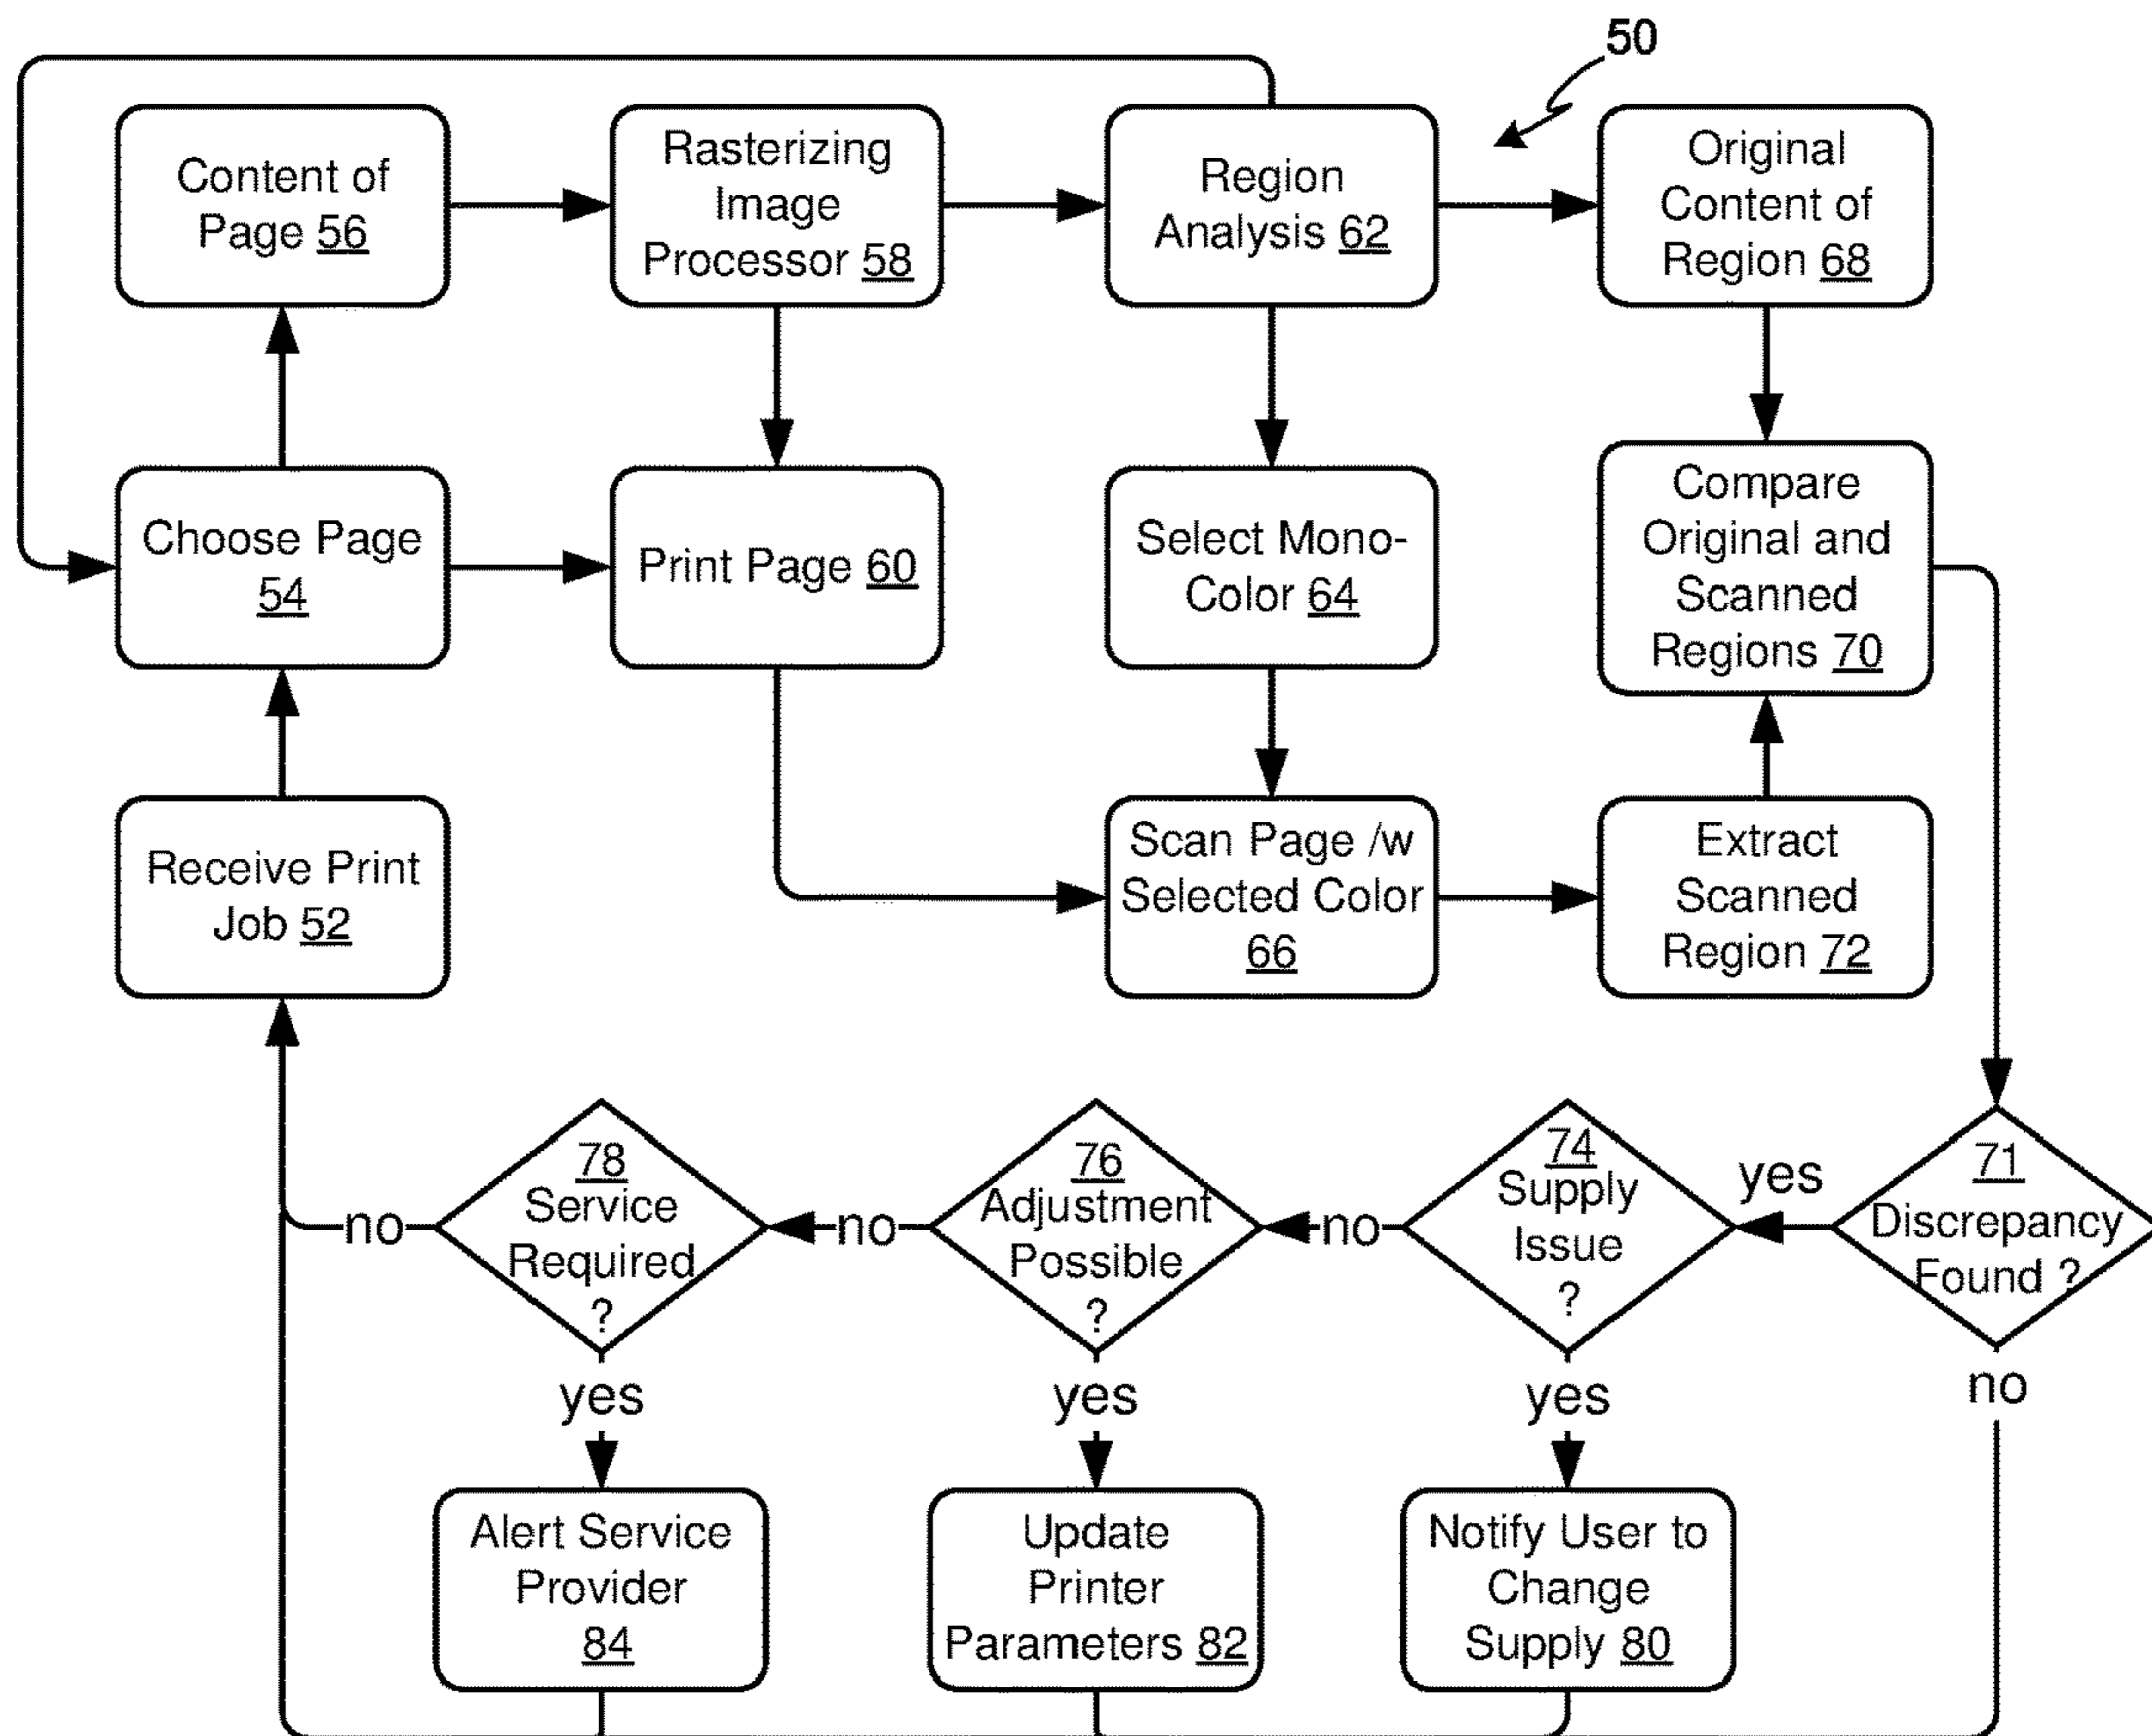 50
Content of
Page 56
Rasterizing
Image
Processor 58
Region
Analysis 62
Original
Content of
Region 68
Choose Page
54
Print Page 60
Select Mono-
Color 64
Compare
Original and
Scanned
Regions 70
Receive Print
Job 52
Scan Page /w
Selected Color
66
Extract
Scanned
Region 72
no
78
Service
Required
?
no
76
Adjustment
Possible
?
no
74
Supply
Issue
?
yes
71
Discrepancy
Found ?
yes
yes
yes
no
Alert Service
Provider
84
Update
Printer
Parameters 82
Notify User to
Change
Supply 80